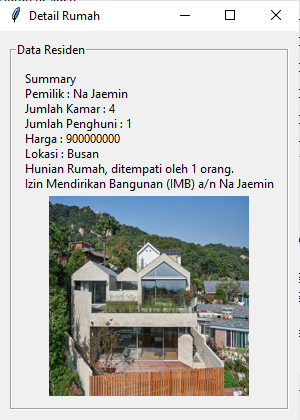 Detail Rumah
Data Residen
Summary
Pemilik : Na Jaemin
Jumlah Kamar : 4
Jumlah Penghuni : 1
Harga : 900000000
Lokasi : Busan
Hunian Rumah, ditempati oleh 1 orang.
Izin Mendirikan Bangunan (IMB) a/n Na Jaemin